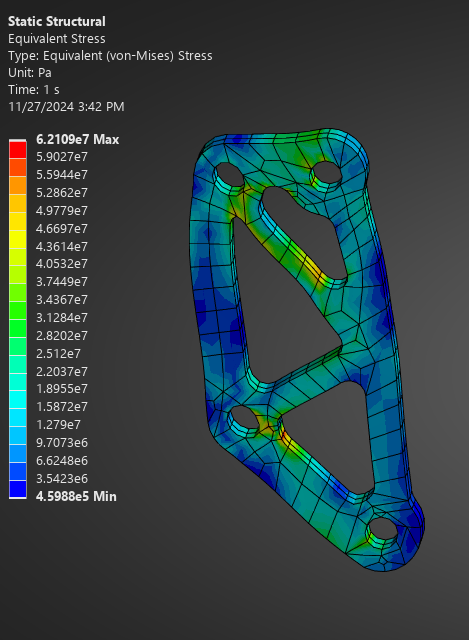 Static Structural
Equivalent Stress
Type: Equivalent (von-Mises) Stress
Unit: Pa
Time: 1 s
11/27/2024 3:42 PM
6.2109e7 Max
5.9027e7
5.5944e7
5.2862e7
4.9779e7
4.6697e7
4.3614e7
4.0532e7
3.7449e7
3.4367e7
3.1284e7
2.8202e7
2.512e7
2.2037e7
1.8955e7
1.5872e7
1.279e7
9.7073e6
6.6248e6
3.5423e6
4.5988e5 Min